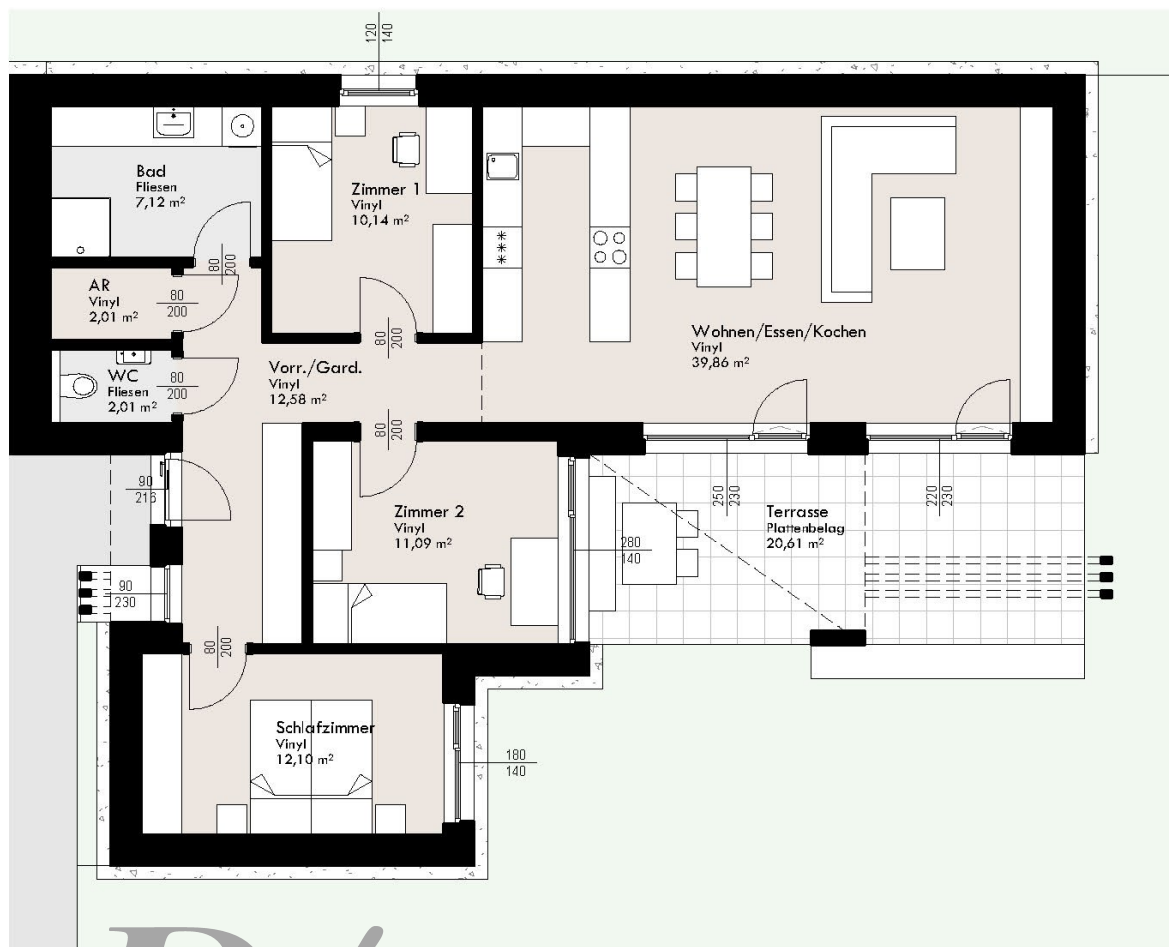 120
140
Bad
Fliesen
7,12 m²
Zimmer 1
Vinyl
10,14 m²
80
200
AR
Vinyl
2,01 m²
80
200
80
200
Wohnen/Essen/Kochen
Vinyl
39,86 m²
WC
Fliesen
2,01 m²
80
200
Vorr./Gard.
Vinyl
12,58 m²
80
200
90
216
Zimmer 2
Vinyl
11,09 m²
250
230
220
230
Terrasse
Plattenbelag
20,61 m²
280
140
90
230
80
200
Schlafzimmer
Vinyl
12,10 m²
180
140